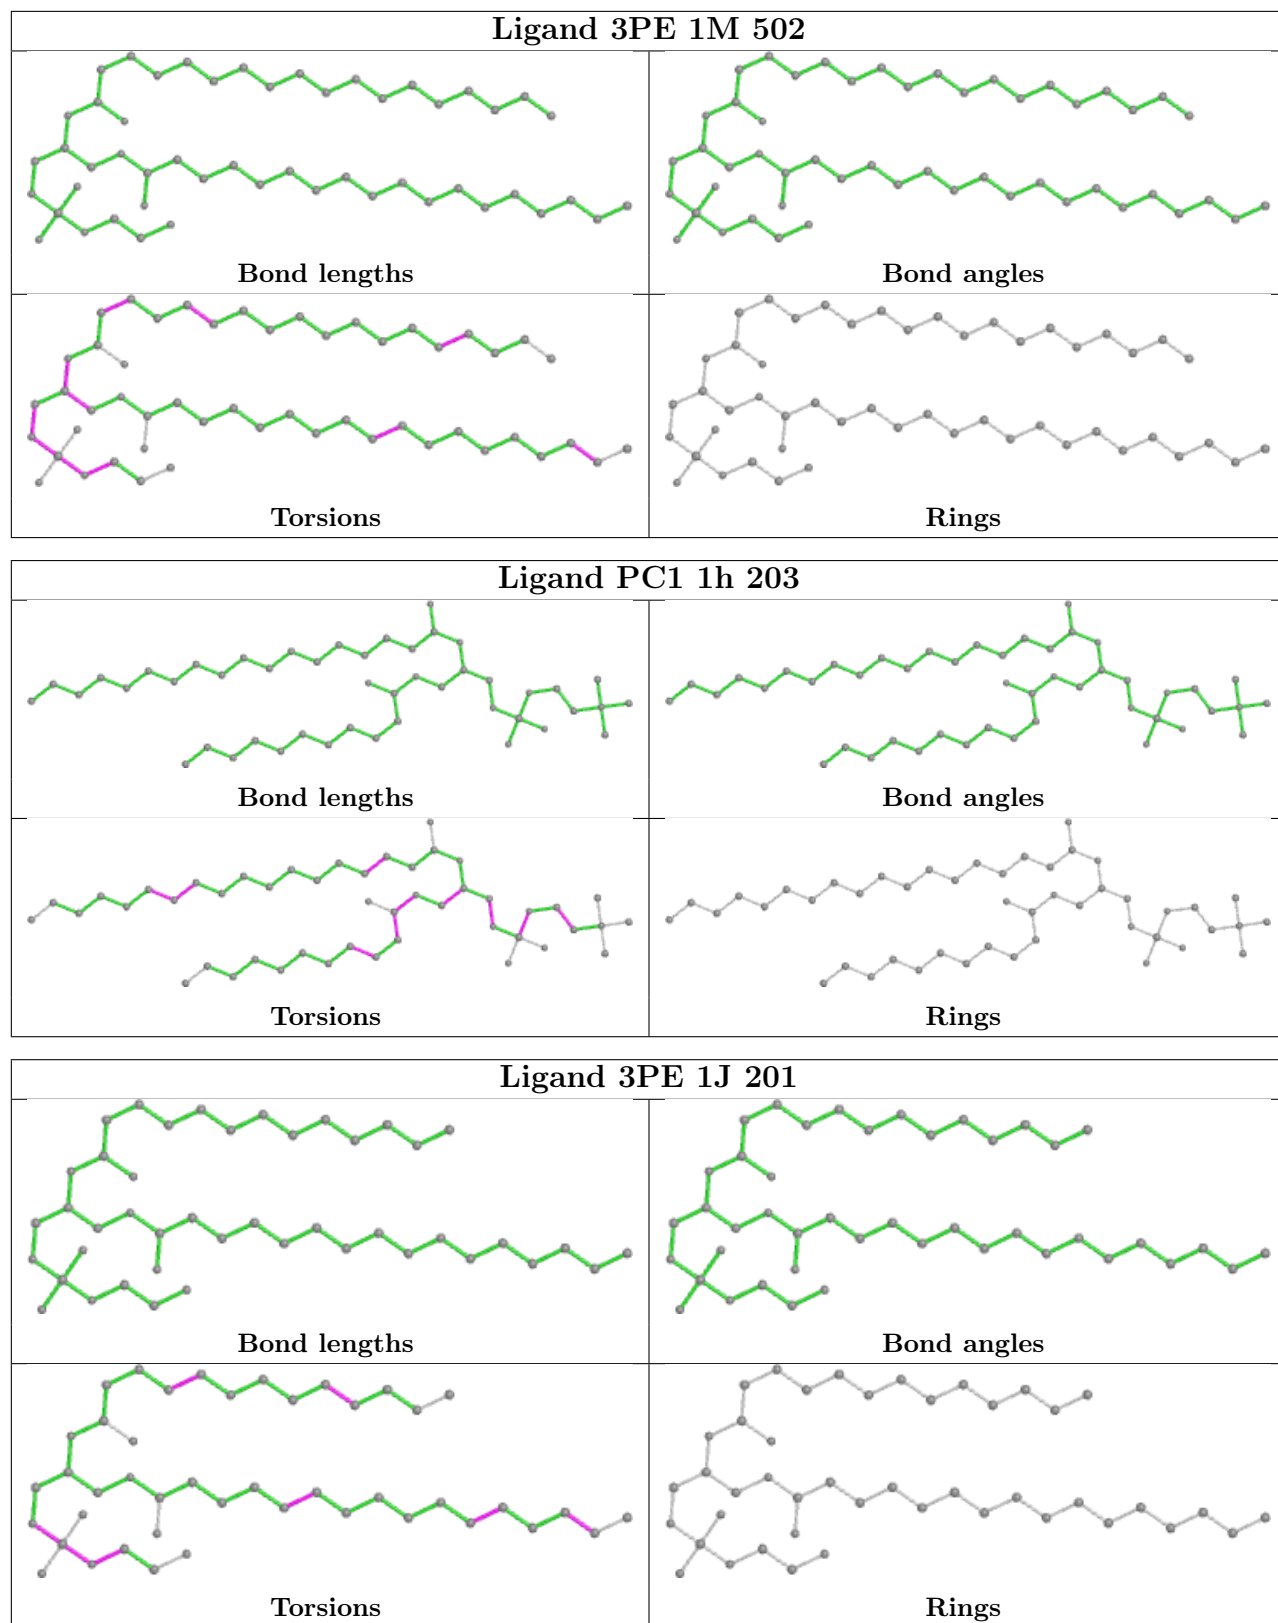 Ligand 3PE 1M 502
Bond lengths
Bond angles
Torsions
Rings
Ligand PC1 1h 203
Bond lengths
Bond angles
Torsions
Rings
Ligand 3PE 1J 201
Bond lengths
Bond angles
Torsions
Rings